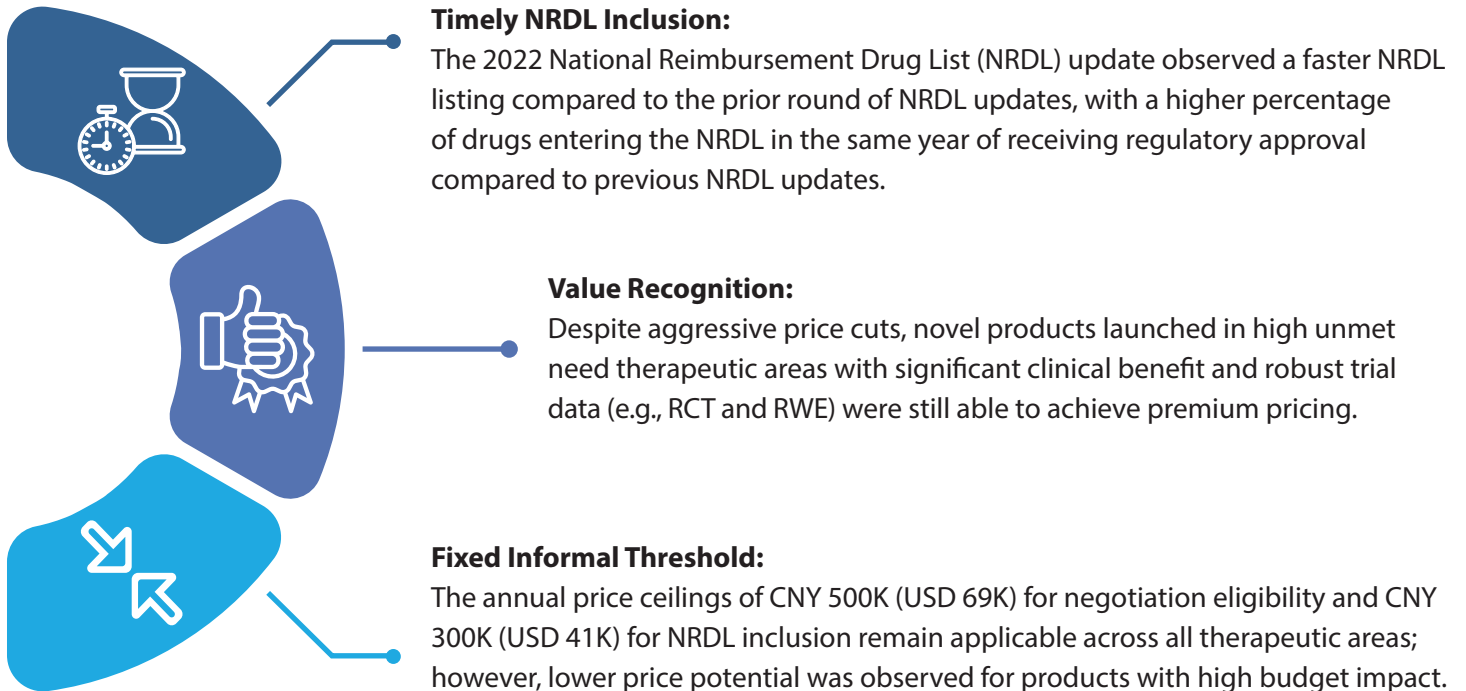 Timely NRDL Inclusion:
The 2022 National Reimbursement Drug List (NRDL) update observed a faster NRDL
listing compared to the prior round of NRDL updates, with a higher percentage
of drugs entering the NRDL in the same year of receiving regulatory approval
compared to previous NRDL updates.
Value Recognition:
Despite aggressive price cuts, novel products launched in high unmet
need therapeutic areas with significant clinical benefit and robust trial
data (e.g., RCT and RWE) were still able to achieve premium pricing.
Fixed Informal Threshold:
The annual price ceilings of CNY 500K (USD 69K) for negotiation eligibility and CNY
300K (USD 41K) for NRDL inclusion remain applicable across all therapeutic areas;
however, lower price potential was observed for products with high budget impact.